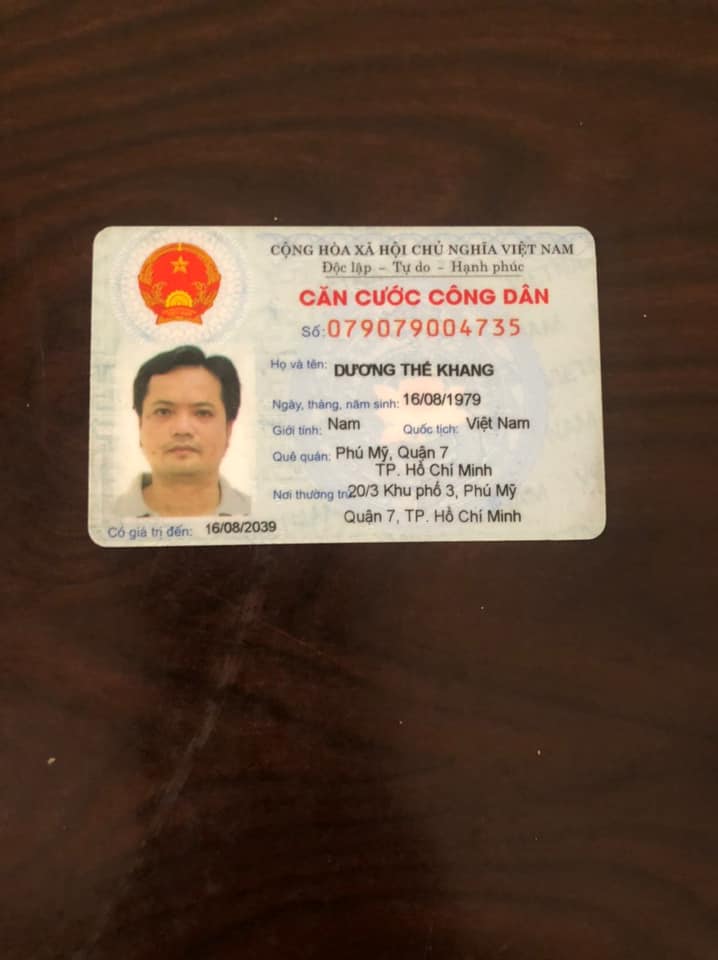 CỘNG HÒA XÃ HỘI CHỦ NGHĨA VIỆT NAM
Độc lập – Tự do – Hạnh phúc
CĂN CƯỚC CÔNG DÂN
Số: 079079004735
Họ và tên: DƯƠNG THẾ KHANG
Ngày, tháng, năm sinh: 16/08/1979
Giới tính: Nam Quốc tịch: Việt Nam
Quê quán: Phú Mỹ, Quận 7
TP. Hồ Chí Minh
Nơi thường trú: 20/3 Khu phố 3, Phú Mỹ
Quận 7, TP. Hồ Chí Minh
Có giá trị đến: 16/08/2039